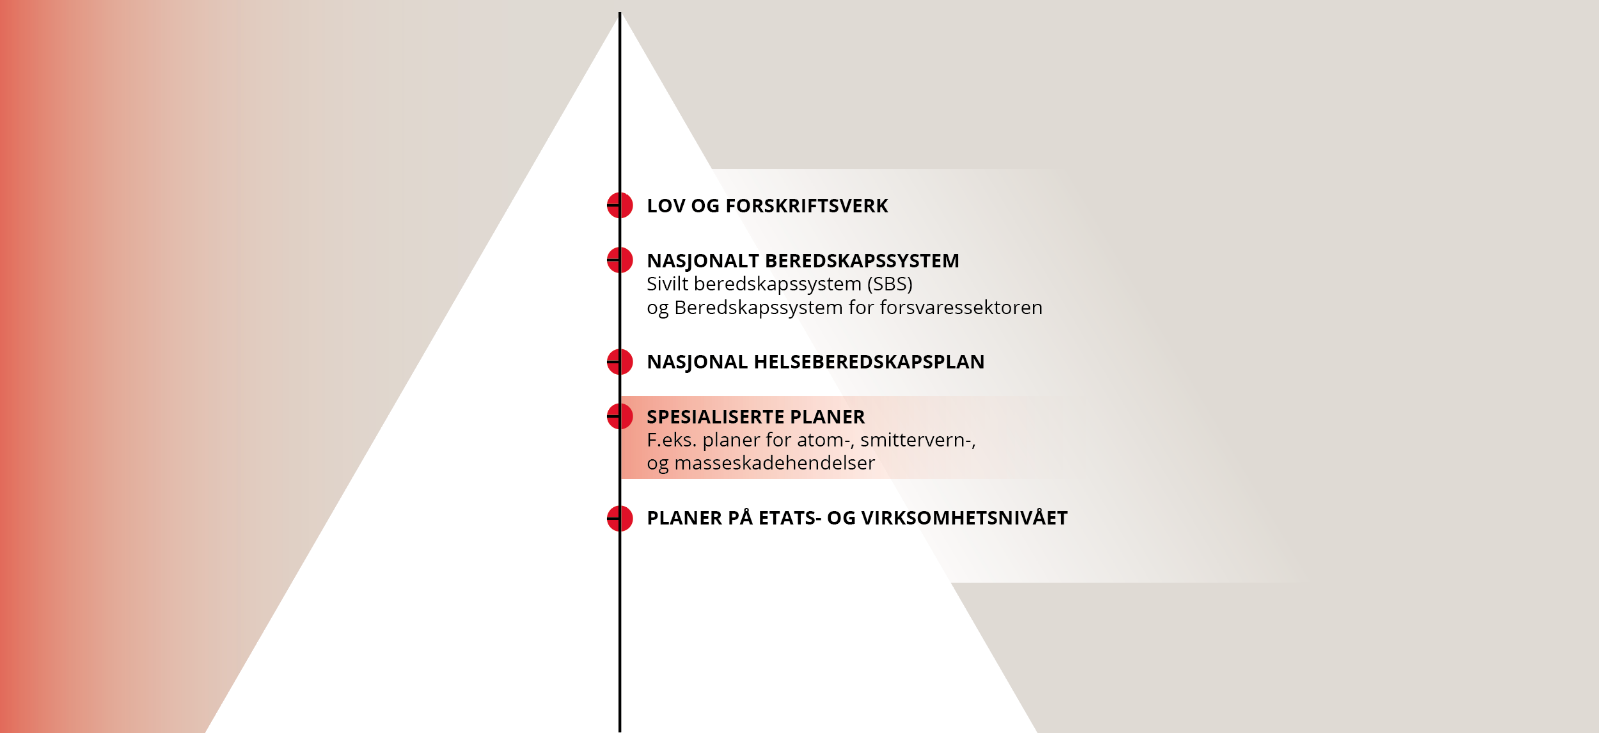 LOV OG FORSKRIFTSVERK
NASJONALT BEREDSKAPSSYSTEM
Sivilt beredskapssystem (SBS)
og Beredskapssystem for forsvaressektoren
NASJONAL HELSEBEREDSKAPSPLAN
SPESIALISERTE PLANER
F.eks. planer for atom-, smittervern-,
og masseskadehendelser
PLANER PÅ ETATS- OG VIRKSOMHETSNIVÅET